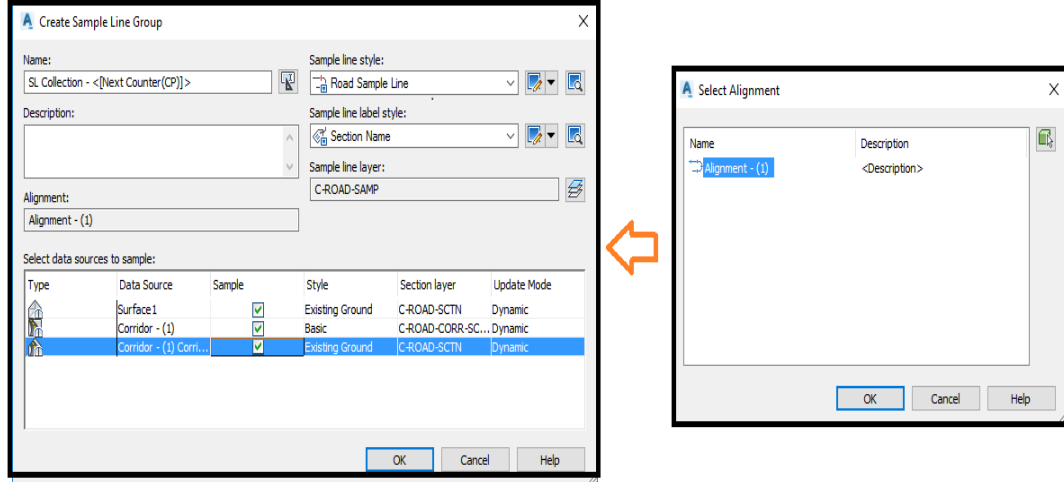 Create Sample Line Group
Name:
SL Collection - <[Next Counter(CP)]>
Description:
Alignment:
Alignment - (1)
Sample line style:
Road Sample Line
Sample line label style:
Section Name
Sample line layer:
C-ROAD-SAMP
Select data sources to sample:
Type Data Source Sample Style Section layer Update Mode
Surface1 Existing Ground C-ROAD-SCTN Dynamic
Corridor - (1) Basic C-ROAD-CORR-SC... Dynamic
Corridor - (1) Corri... Existing Ground C-ROAD-SCTN Dynamic
OK Cancel Help
Select Alignment
Name Description
Alignment - (1) <Description>
OK Cancel Help